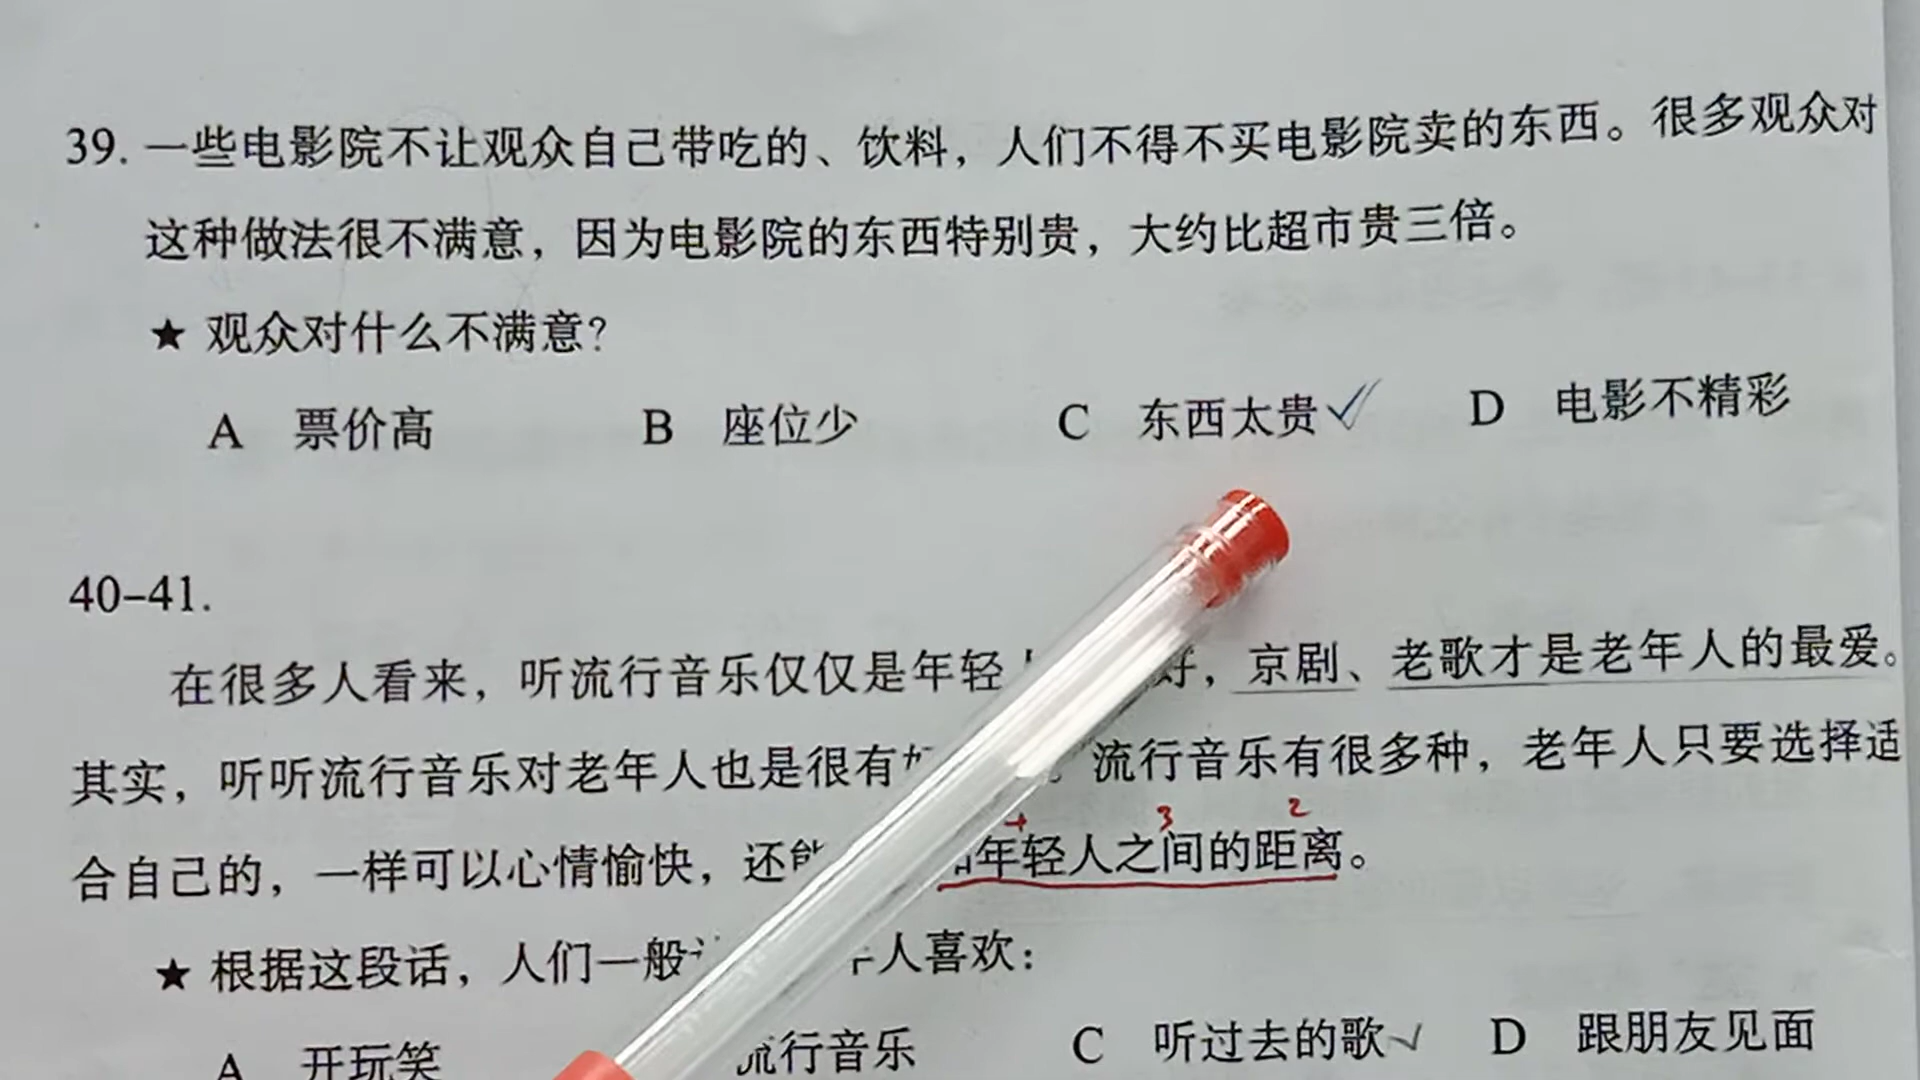 39. 一些电影院不让观众自己带吃的、饮料，人们不得不买电影院卖的东西。很多观众对
这种做法很不满意，因为电影院的东西特别贵，大约比超市贵三倍。
★ 观众对什么不满意?
A 票价高 B 座位少 C 东西太贵 D 电影不精彩
40-41.
在很多人看来，听流行音乐仅仅是年轻 好，京剧、老歌才是老年人的最爱。
其实，听听流行音乐对老年人也是很有 流行音乐有很多种，老年人只要选择适
3 2
合自己的，一样可以心情愉快，还能 年轻人之间的距离。
★ 根据这段话，人们一般 人喜欢：
A 开玩笑 流行音乐 C 听过去的歌 D 跟朋友见面